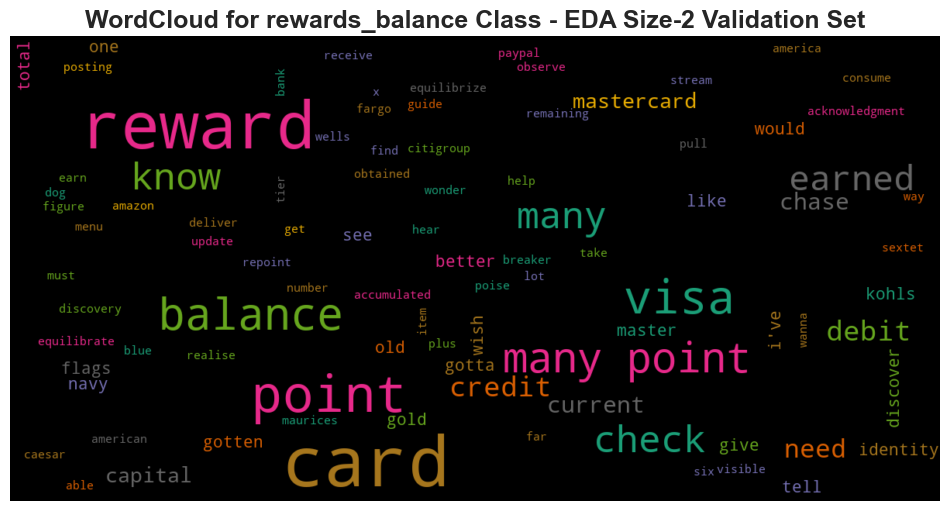 WordCloud for rewards_balance Class - EDA Size-2 Validation Set
total
one
posting
receive
bank
paypal
observe
america
consume
stream
equilibrize
x
fargo
guide
mastercard
remaining
acknowledgment
reward
wells
would
find
citigroup
pull
know
earn
dog
figure
amazon
tier
obtained
wonder
help
many
like
earned
chase
way
menu
deliver
update
get
see
hear
repoint
better
breaker
take
sextet
must
number
accumulated
lot
poise
visa
kohls
discovery
balance
item
wish
master
i've
wanna
debit
equilibrate
blue
realise
old
plus
gotta
many point
flags
navy
point
credit
current
discover
maurices
gold
american
gotten
card
far
check
give
need
identity
caesar
able
capital
six
visible
tell